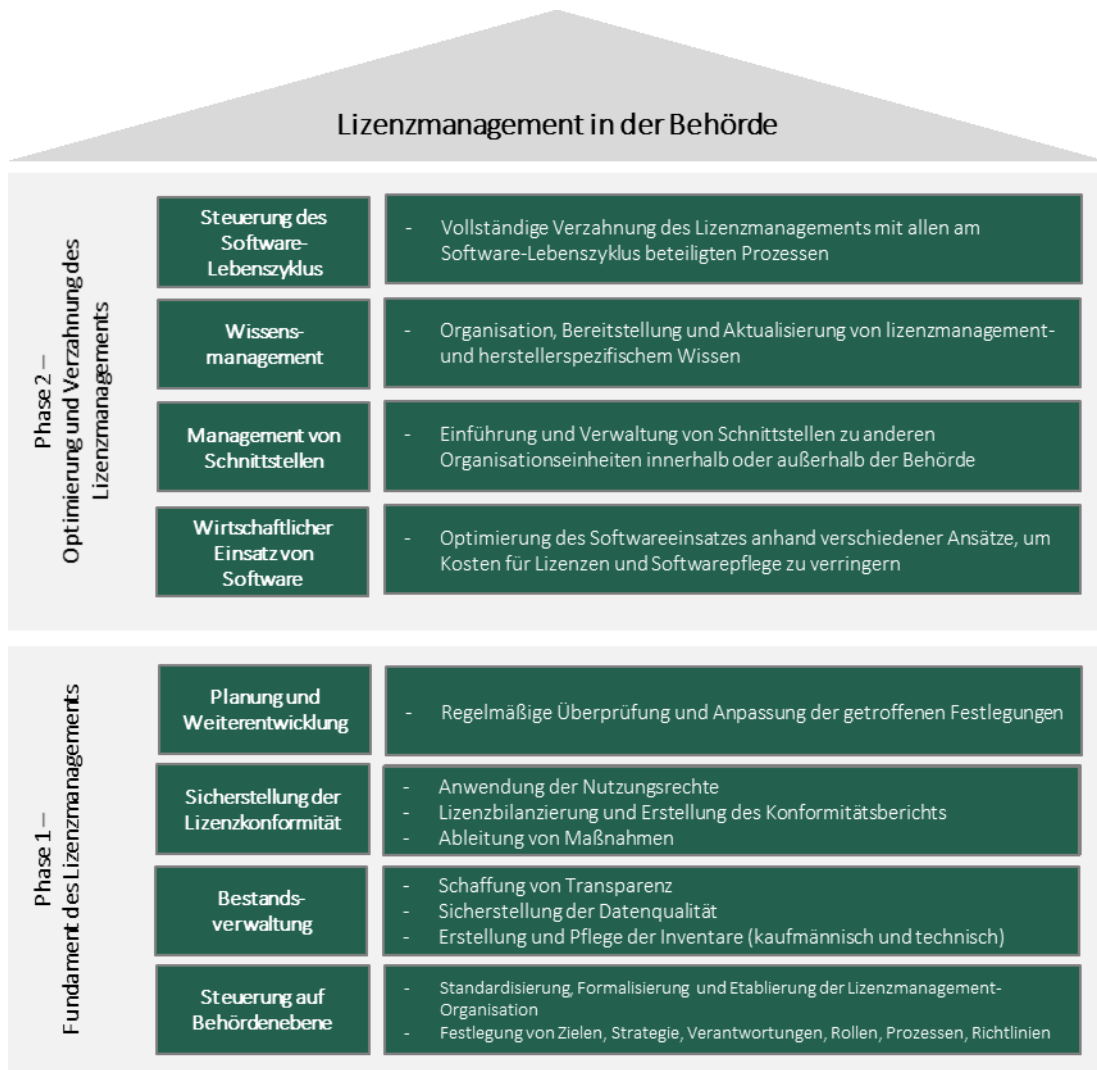 Lizenzmanagement in der Behörde
Phase 2 –
Optimierung und Verzahnung des
Lizenzmanagements
Steuerung des
Software-
Lebenszyklus
- Vollständige Verzahnung des Lizenzmanagements mit allen am
Software-Lebenszyklus beteiligten Prozessen
Wissens-
management
- Organisation, Bereitstellung und Aktualisierung von lizenzmanagement-
und herstellerspezifischem Wissen
Management von
Schnittstellen
- Einführung und Verwaltung von Schnittstellen zu anderen
Organisationseinheiten innerhalb oder außerhalb der Behörde
Wirtschaftlicher
Einsatz von
Software
- Optimierung des Softwareeinsatzes anhand verschiedener Ansätze, um
Kosten für Lizenzen und Softwarepflege zu verringern
Phase 1 –
Fundament des Lizenzmanagements
Planung und
Weiterentwicklung
- Regelmäßige Überprüfung und Anpassung der getroffenen Festlegungen
Sicherstellung der
Lizenzkonformität
- Anwendung der Nutzungsrechte
- Lizenzbilanzierung und Erstellung des Konformitätsberichts
- Ableitung von Maßnahmen
Bestands-
verwaltung
- Schaffung von Transparenz
- Sicherstellung der Datenqualität
- Erstellung und Pflege der Inventare (kaufmännisch und technisch)
Steuerung auf
Behördenebene
- Standardisierung, Formalisierung und Etablierung der Lizenzmanagement-
Organisation
- Festlegung von Zielen, Strategie, Verantwortungen, Rollen, Prozessen, Richtlinien